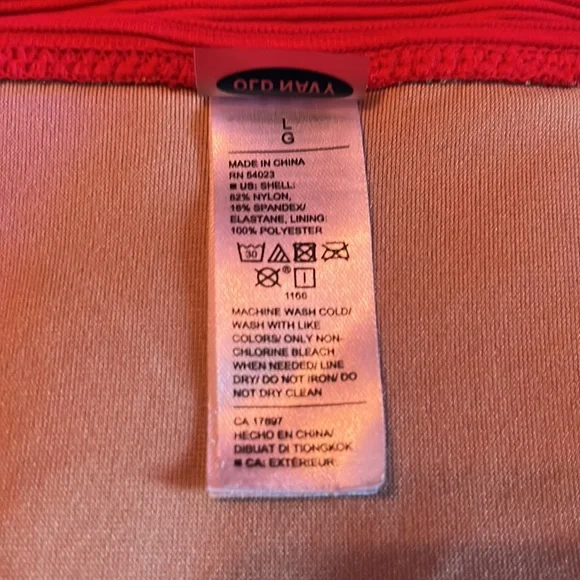 OLD NAVY
L
G
MADE IN CHINA
RN 54023
■ US: SHELL:
82% NYLON,
18% SPANDEX/
ELASTANE, LINING:
100% POLYESTER
30
® I
1166
MACHINE WASH COLD/
WASH WITH LIKE
COLORS/ ONLY NON-
CHLORINE BLEACH
WHEN NEEDED/ LINE
DRY/ DO NOT IRON/ DO
NOT DRY CLEAN
CA 17897
HECHO EN CHINA/
DIBUAT DI TIONGKOK
■ CA: EXTÉRIEUR: